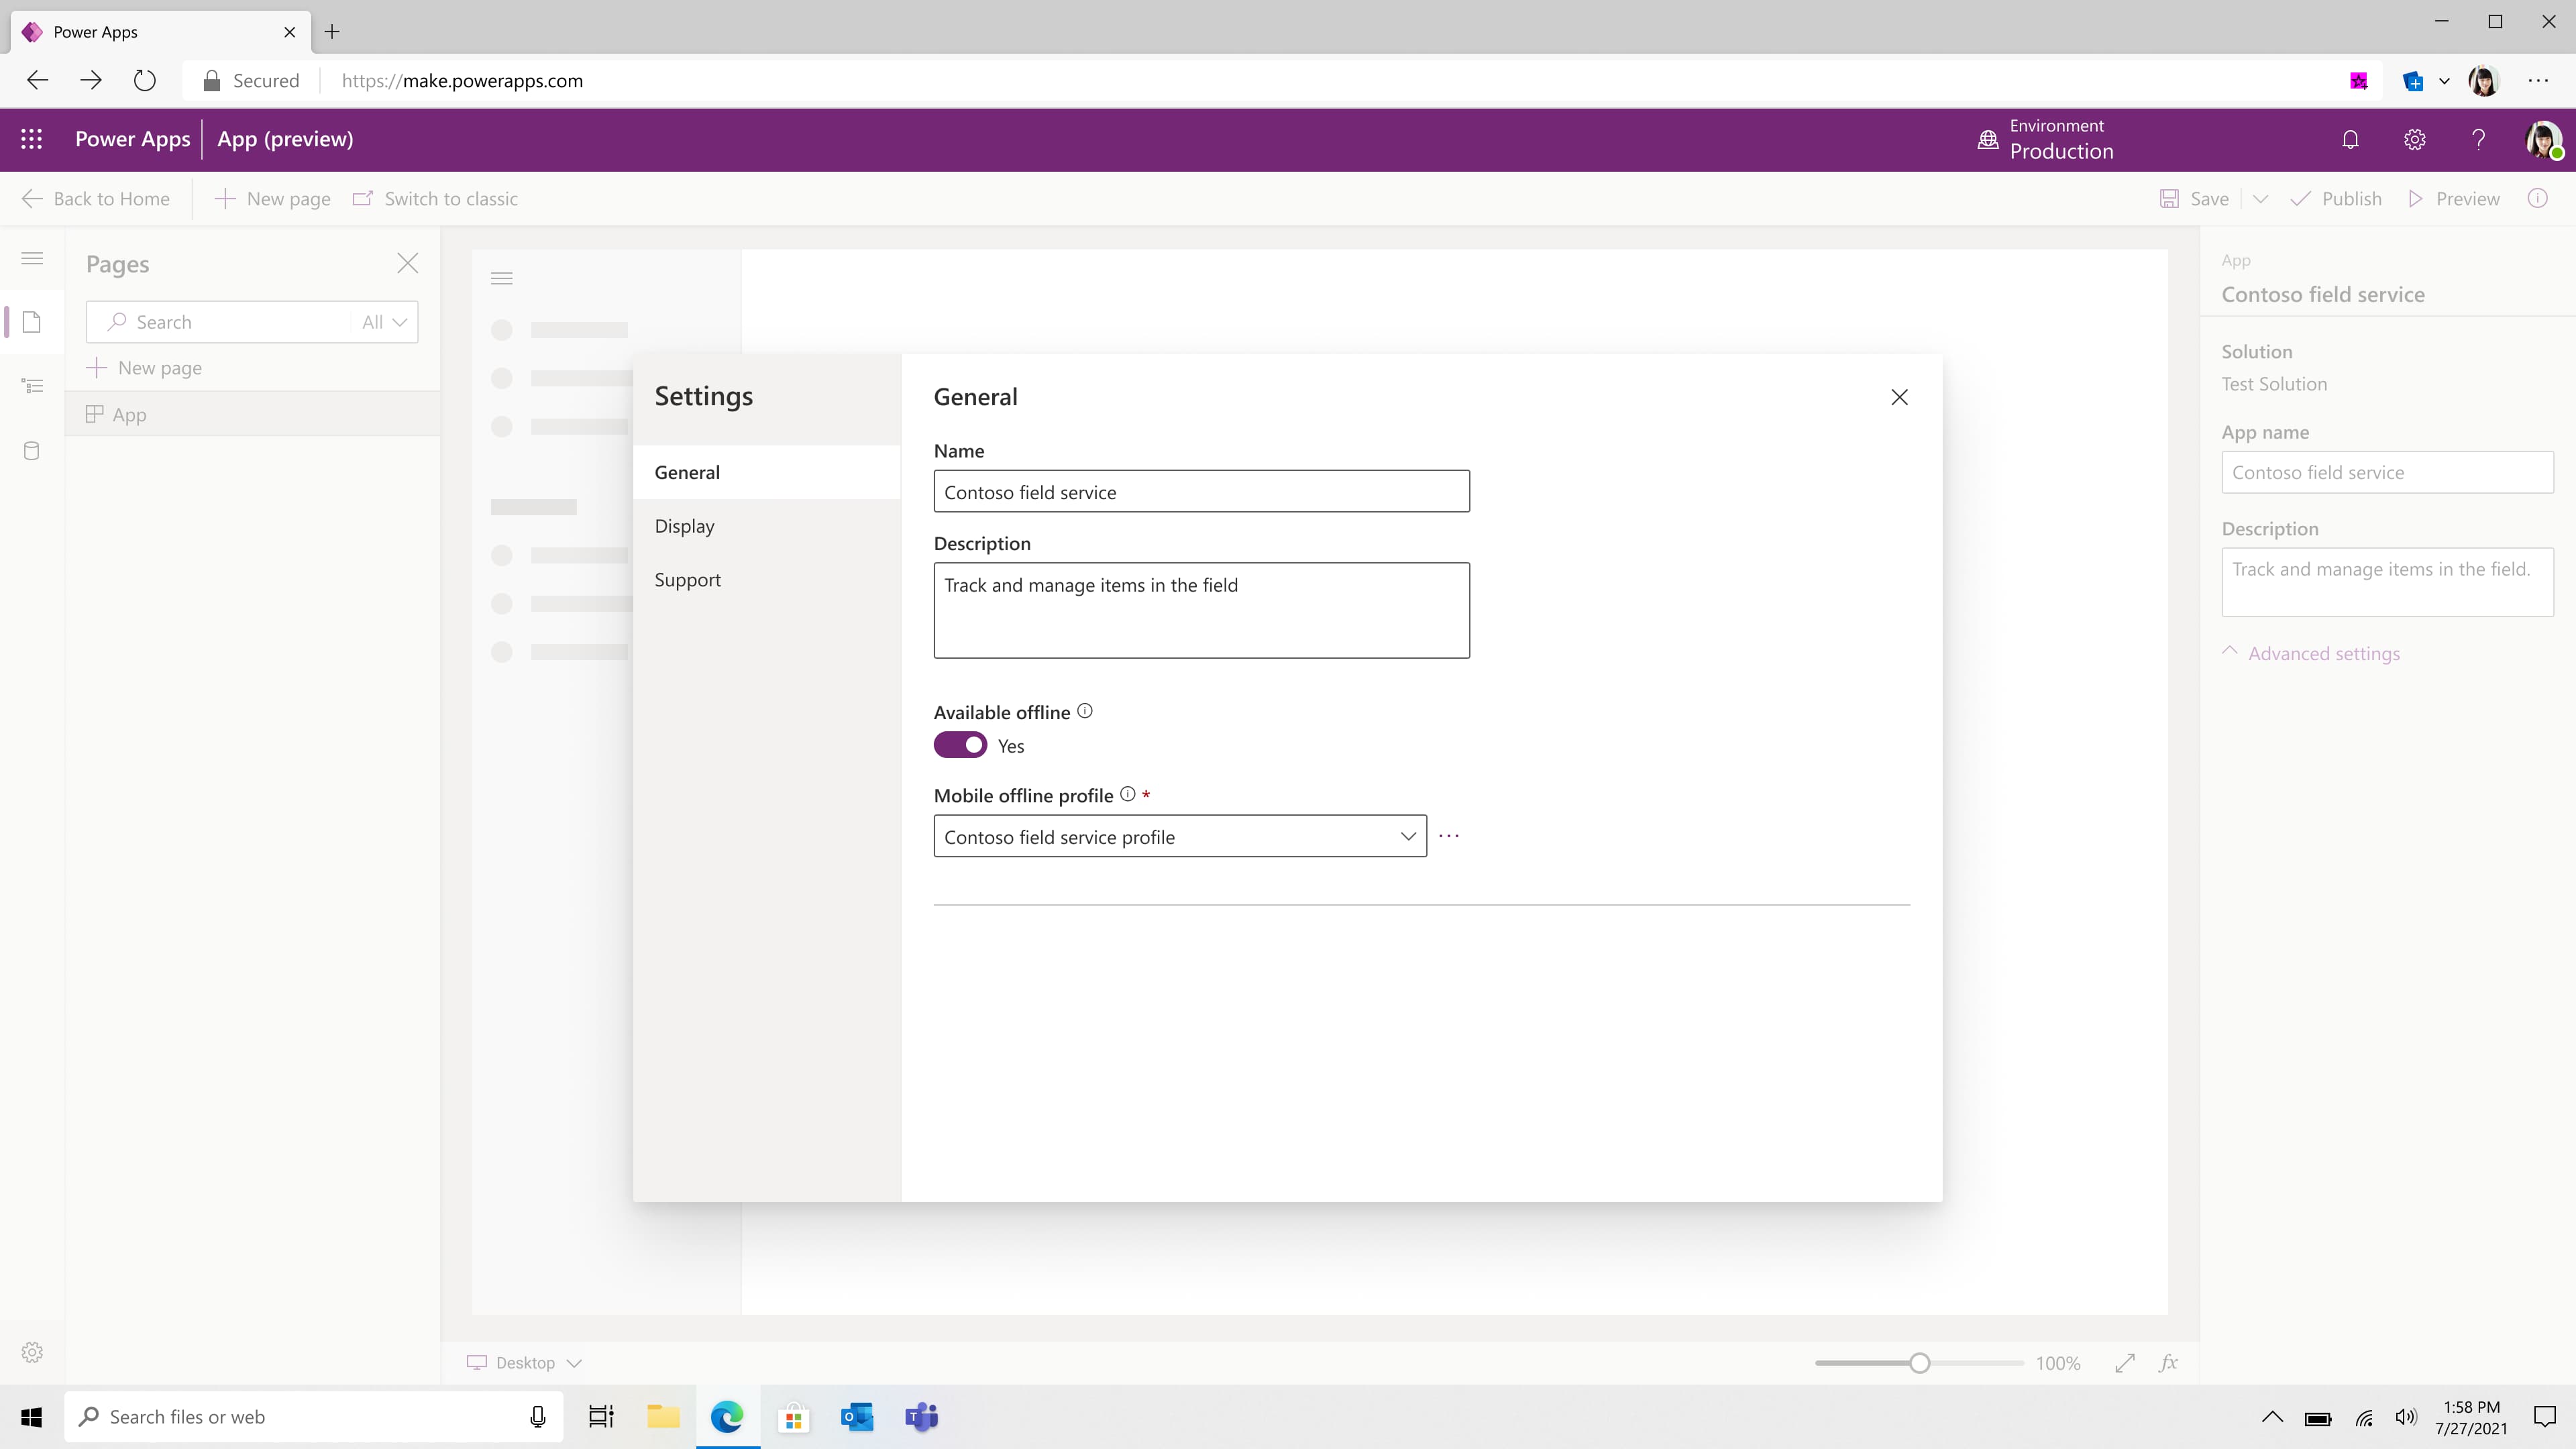 Power Apps
Secured
https://make.powerapps.com
Power Apps
App (preview)
Environment
Production
Back to Home
New page
Switch to classic
Save
Publish
Preview
Pages
Search
All
New page
App
Settings
General
Display
Support
General
Name
Contoso field service
Description
Track and manage items in the field
Available offline
Yes
Mobile offline profile *
Contoso field service profile
App
Contoso field service
Solution
Test Solution
App name
Contoso field service
Description
Track and manage items in the field.
Advanced settings
Desktop
100%
fx
Search files or web
1:58 PM
7/27/2021